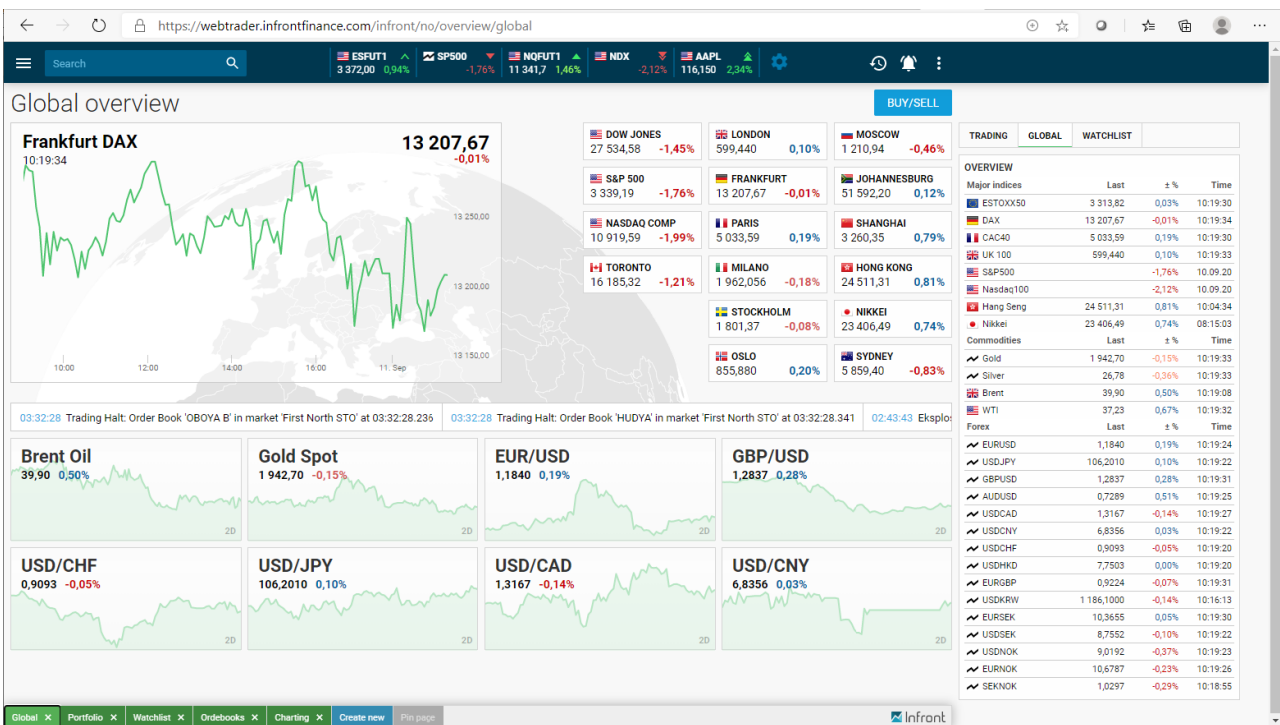 https://webtrader.infrontfinance.com/infront/no/overview/global
Search
ESFUT1
3 372,00 0,94%
SP500
-1,76%
NQFUT1
11 341,7 1,46%
NDX
-2,12%
AAPL
116,150 2,34%
Global overview
BUY/SELL
Frankfurt DAX 13 207,67
10:19:34 -0,01%
13 250,00
13 200,00
13 150,00
10:00 12:00 14:00 16:00 11. Sep
DOW JONES
27 534,58 -1,45%
LONDON
599,440 0,10%
MOSCOW
1 210,94 -0,46%
S&P 500
3 339,19 -1,76%
FRANKFURT
13 207,67 -0,01%
JOHANNESBURG
51 592,20 0,12%
NASDAQ COMP
10 919,59 -1,99%
PARIS
5 033,59 0,19%
SHANGHAI
3 260,35 0,79%
TORONTO
16 185,32 -1,21%
MILANO
1 962,056 -0,18%
HONG KONG
24 511,31 0,81%
STOCKHOLM
1 801,37 -0,08%
NIKKEI
23 406,49 0,74%
OSLO
855,880 0,20%
SYDNEY
5 859,40 -0,83%
03:32:28 Trading Halt: Order Book 'OBOYA B' in market 'First North STO' at 03:32:28.236
03:32:28 Trading Halt: Order Book 'HUDYA' in market 'First North STO' at 03:32:28.341
02:43:43 Eksplo
Brent Oil
39,90 0,50%
2D
Gold Spot
1 942,70 -0,15%
2D
EUR/USD
1,1840 0,19%
2D
GBP/USD
1,2837 0,28%
2D
USD/CHF
0,9093 -0,05%
2D
USD/JPY
106,2010 0,10%
2D
USD/CAD
1,3167 -0,14%
2D
USD/CNY
6,8356 0,03%
2D
TRADING GLOBAL WATCHLIST
OVERVIEW
Major indices Last ± % Time
ESTOXX50 3 313,82 0,03% 10:19:30
DAX 13 207,67 -0,01% 10:19:34
CAC40 5 033,59 0,19% 10:19:30
UK 100 599,440 0,10% 10:19:33
S&P500 -1,76% 10.09.20
Nasdaq100 -2,12% 10.09.20
Hang Seng 24 511,31 0,81% 10:04:34
Nikkei 23 406,49 0,74% 08:15:03
Commodities Last ± % Time
Gold 1 942,70 -0,15% 10:19:33
Silver 26,78 -0,36% 10:19:33
Brent 39,90 0,50% 10:19:08
WTI 37,23 0,67% 10:19:32
Forex Last ± % Time
EURUSD 1,1840 0,19% 10:19:24
USDJPY 106,2010 0,10% 10:19:22
GBPUSD 1,2837 0,28% 10:19:31
AUDUSD 0,7289 0,51% 10:19:25
USDCAD 1,3167 -0,14% 10:19:27
USDCNY 6,8356 0,03% 10:19:22
USDCHF 0,9093 -0,05% 10:19:20
USDHKD 7,7503 0,00% 10:19:20
EURGBP 0,9224 -0,07% 10:19:31
USDKRW 1 186,1000 -0,14% 10:16:13
EURSEK 10,3655 0,05% 10:19:30
USDSEK 8,7552 -0,10% 10:19:22
USDNOK 9,0192 -0,37% 10:19:23
EURNOK 10,6787 -0,23% 10:19:26
SEKNOK 1,0297 -0,29% 10:18:55
Global × Portfolio × Watchlist × Ordebooks × Charting × Create new Pin page
Infront